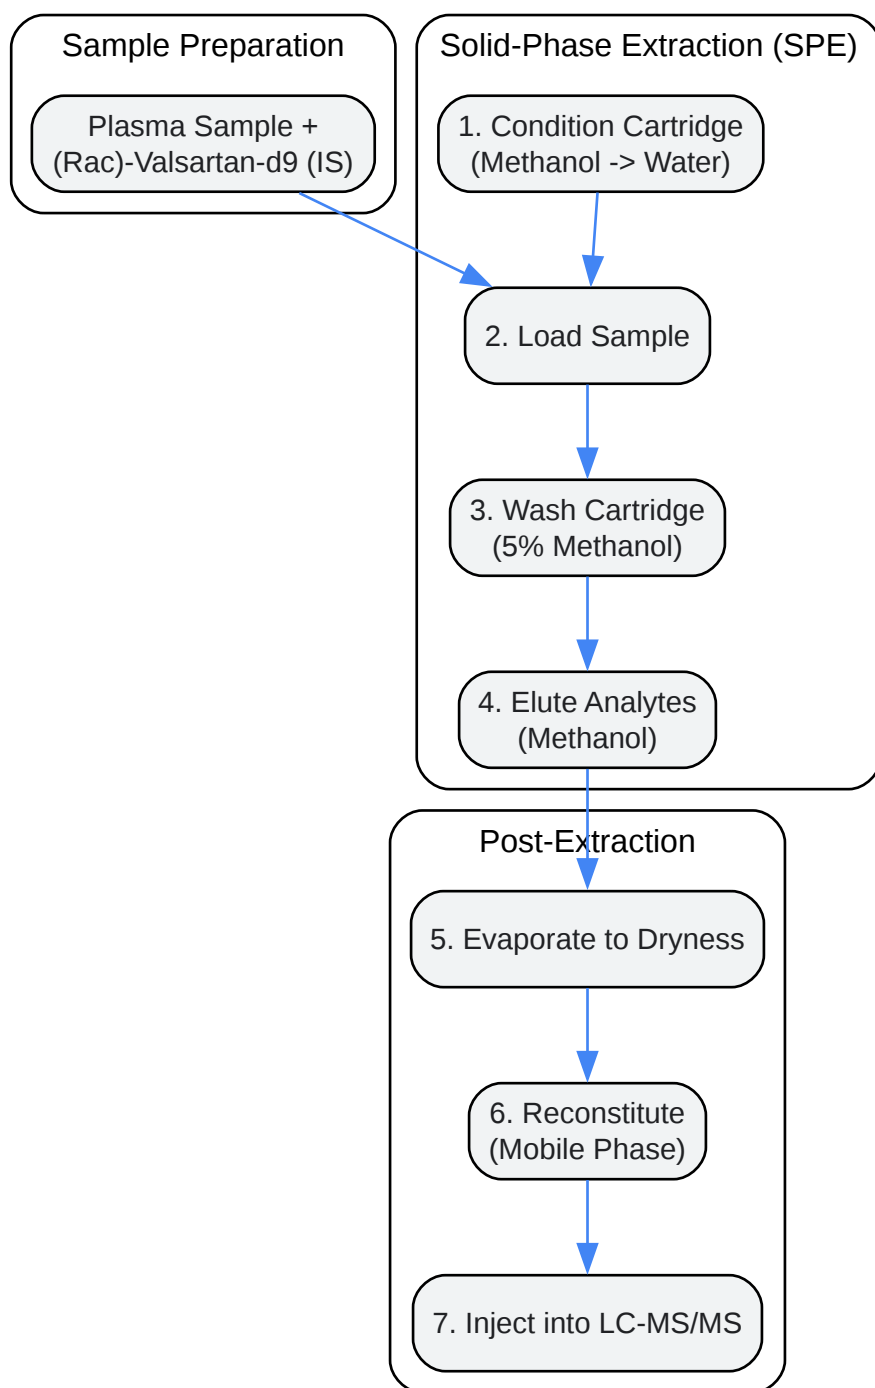 Sample Preparation
Plasma Sample +
(Rac)-Valsartan-d9 (IS)
Solid-Phase Extraction (SPE)
1. Condition Cartridge
(Methanol -> Water)
2. Load Sample
3. Wash Cartridge
(5% Methanol)
4. Elute Analytes
(Methanol)
Post-Extraction
5. Evaporate to Dryness
6. Reconstitute
(Mobile Phase)
7. Inject into LC-MS/MS